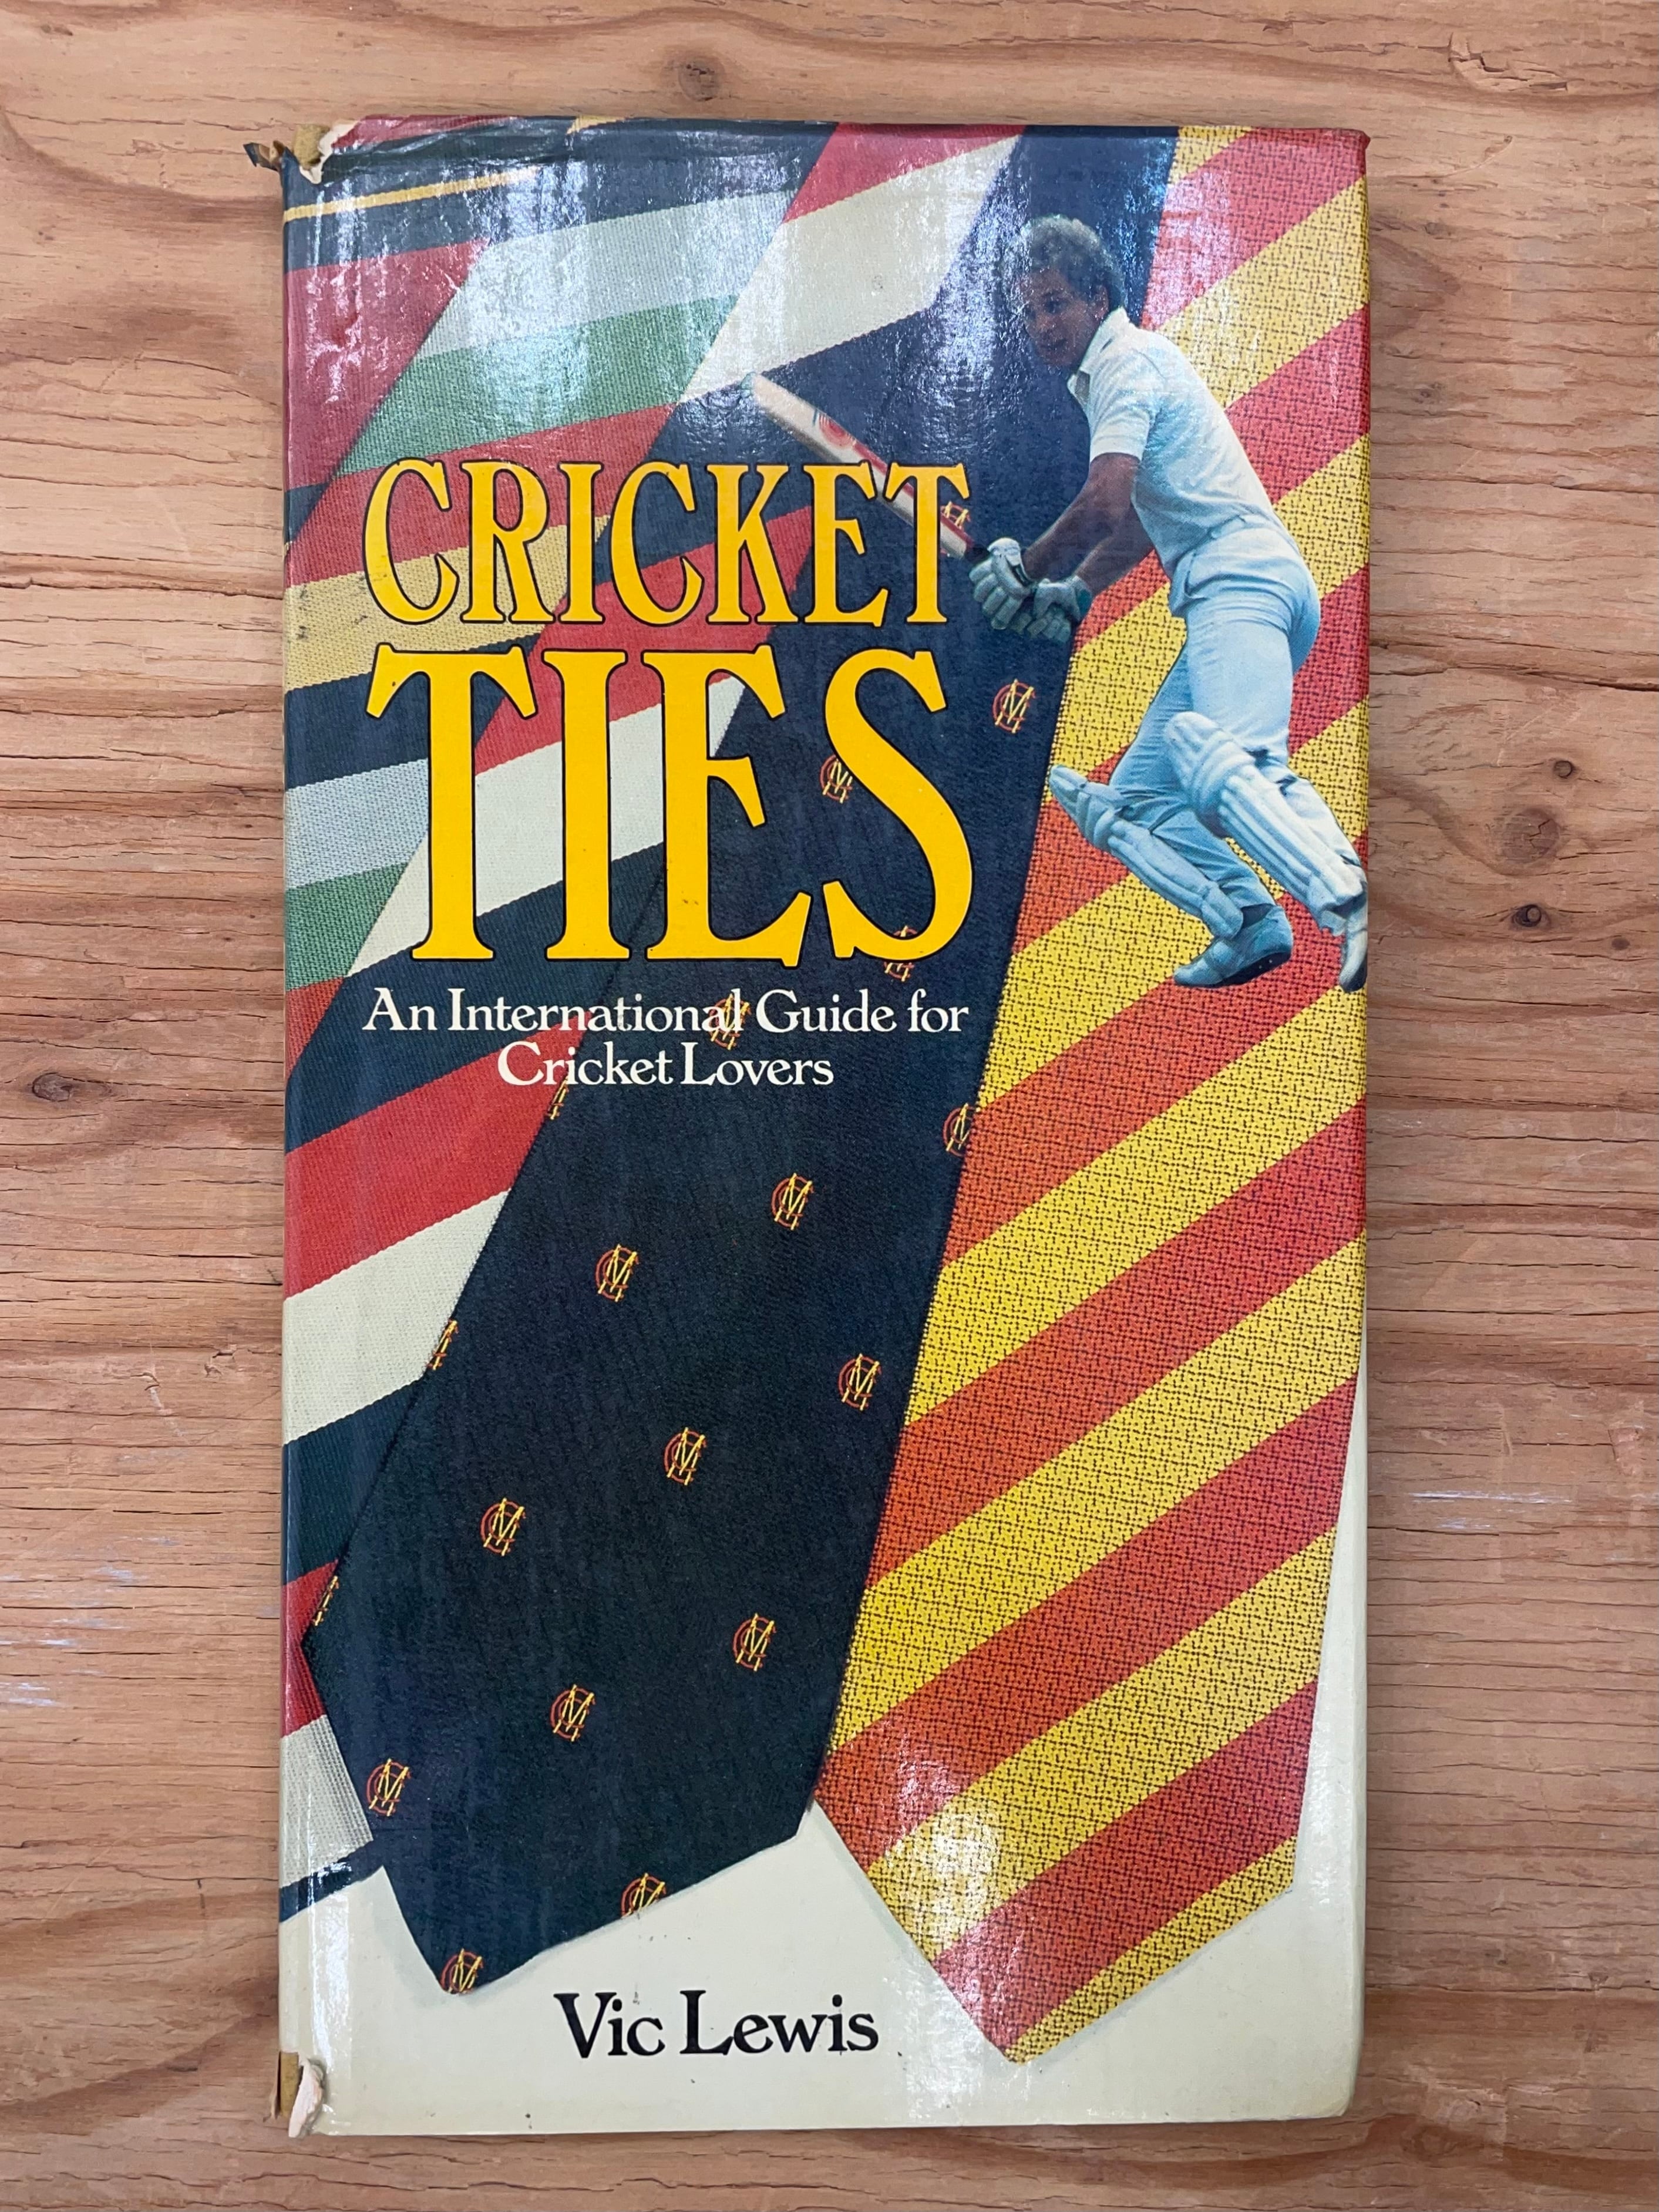 CRICKET
TIES
An International Guide for
Cricket Lovers
Vic Lewis